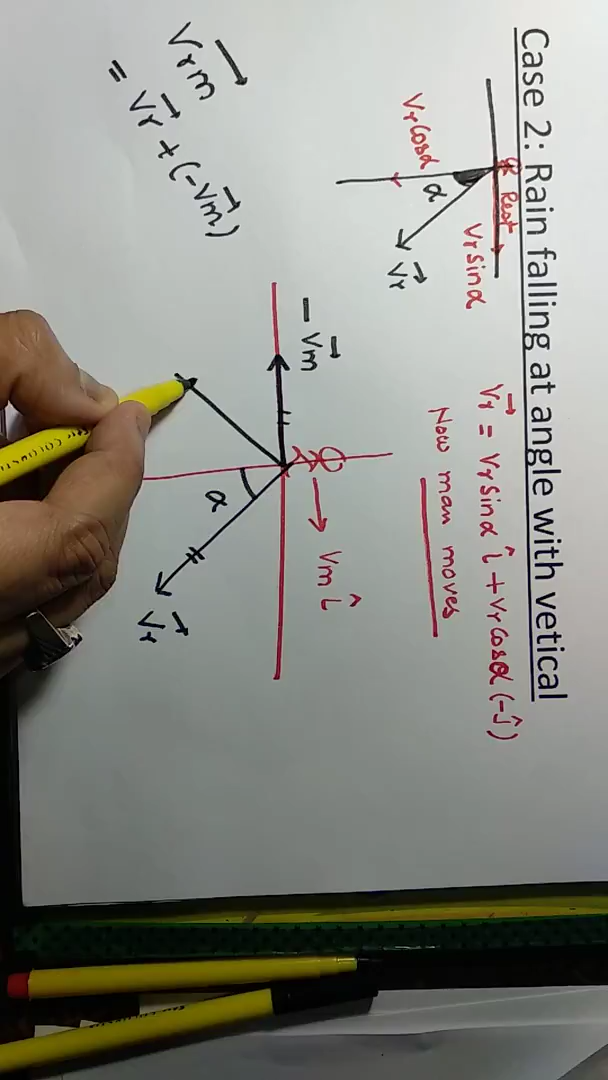 Case 2: Rain falling at angle with vetical
Rest
Vr sinα
Vr cosα
α
V⃗r
V⃗r = Vr sinα î + Vr cosα (-ĵ)
Now man moves
-V⃗m
Vm î
α
V⃗r
V⃗rm
= V⃗r + (-V⃗m)